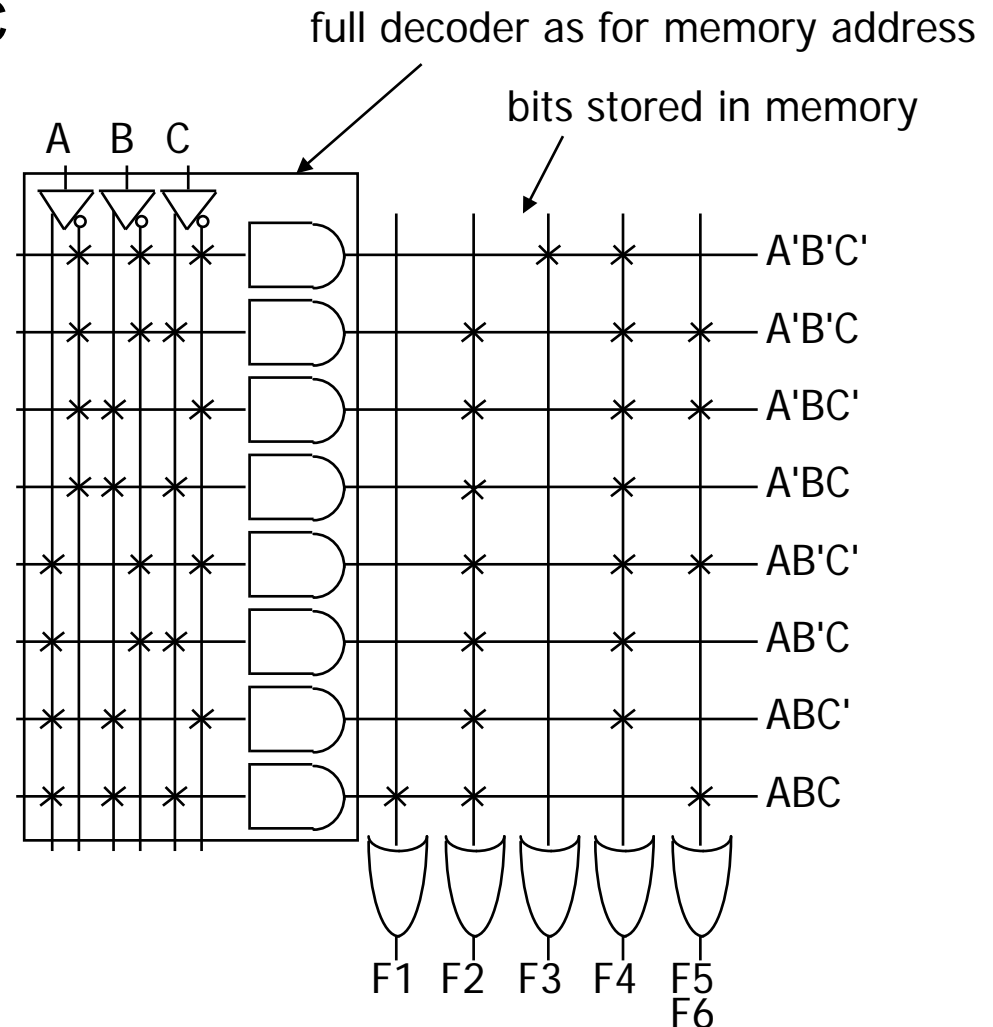 C
full decoder as for memory address
bits stored in memory
A B C
A'B'C'
A'B'C
A'BC'
A'BC
AB'C'
AB'C
ABC'
ABC
F1 F2 F3 F4 F5
F6